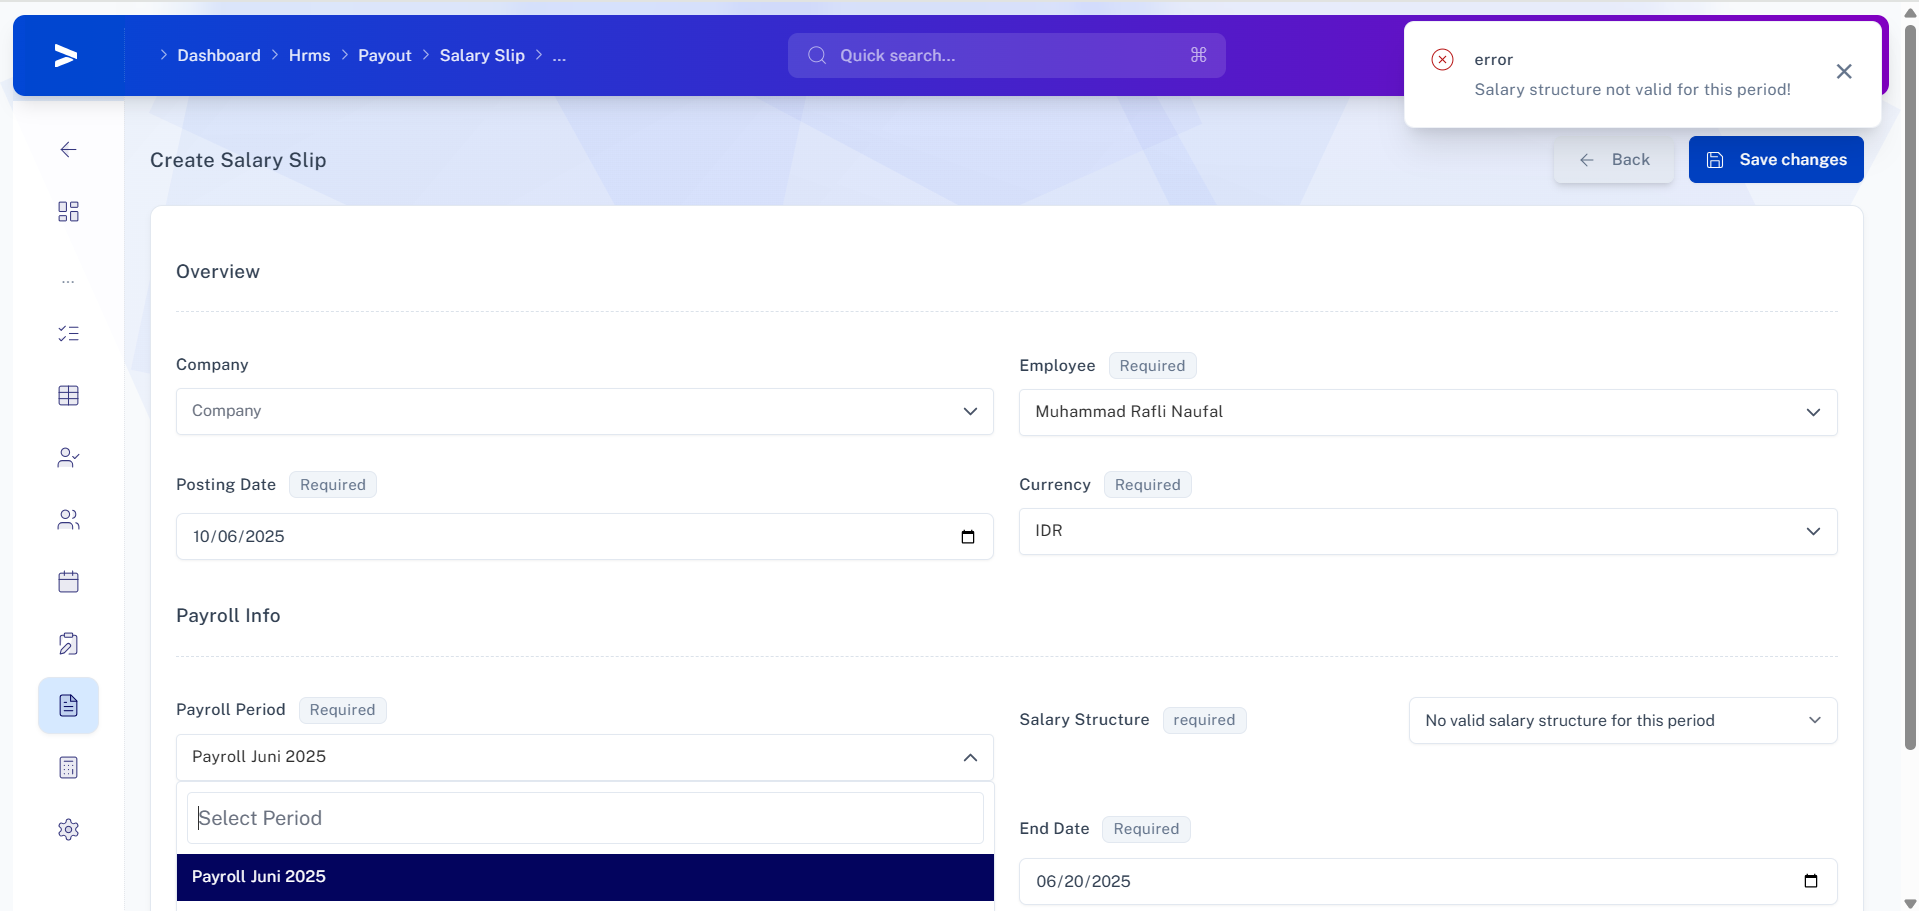 Dashboard
Hrms
Payout
Salary Slip
...
Quick search...
⌘
error
Salary structure not valid for this period!
Create Salary Slip
Back
Save changes
...
Overview
Company
Company
Employee Required
Muhammad Rafli Naufal
Posting Date Required
10/06/2025
Currency Required
IDR
Payroll Info
Payroll Period Required
Payroll Juni 2025
Select Period
Payroll Juni 2025
Salary Structure required
No valid salary structure for this period
End Date Required
06/20/2025